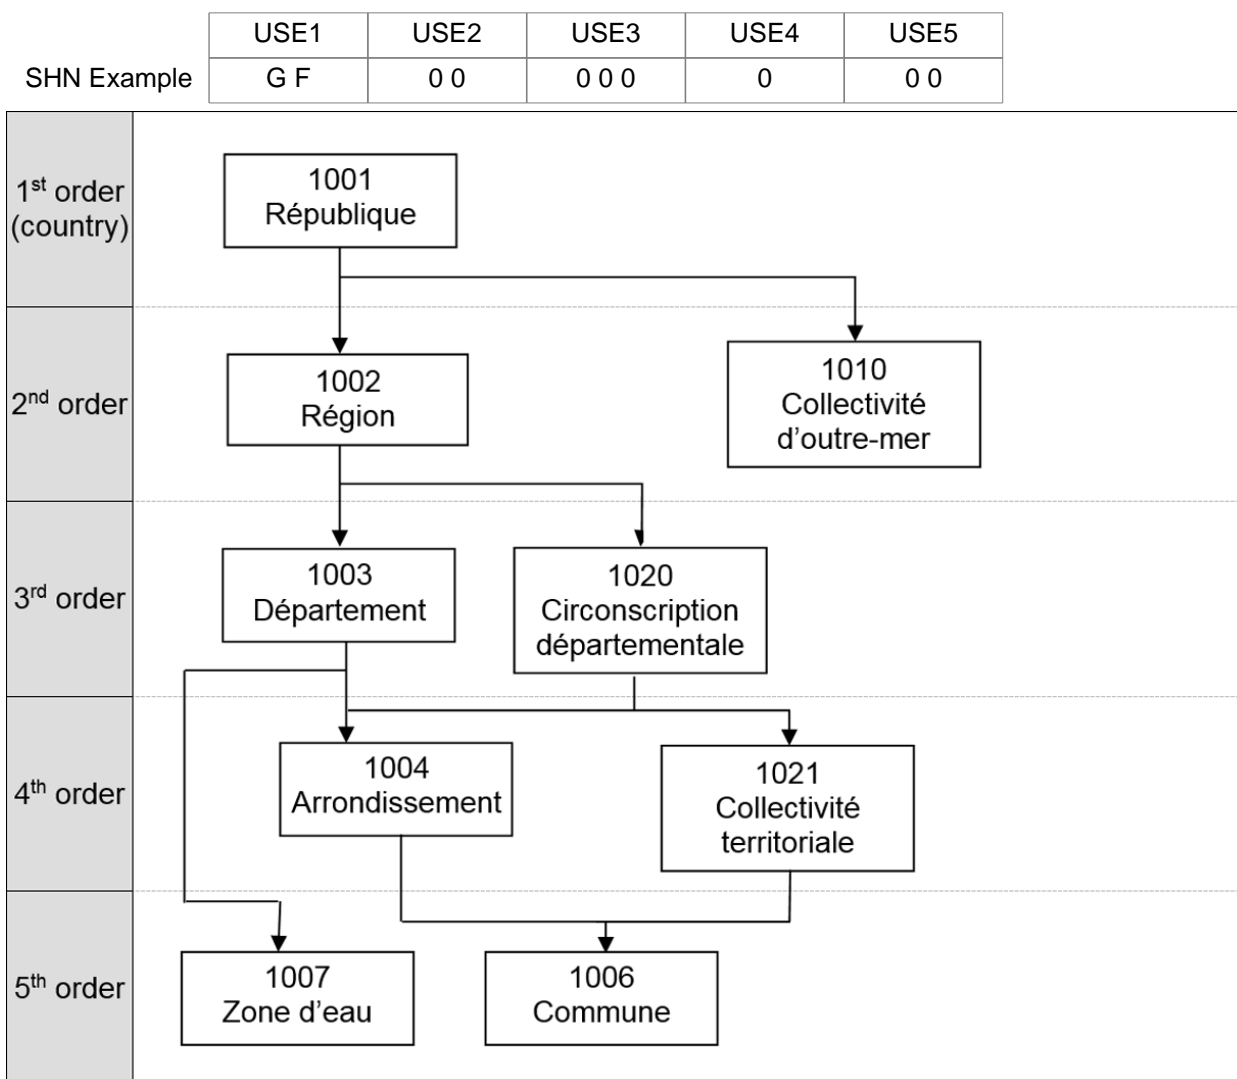 USE1 USE2 USE3 USE4 USE5
SHN Example G F 0 0 0 0 0 0 0 0
1st order
(country)
1001
République
2nd order
1002
Région
1010
Collectivité
d'outre-mer
3rd order
1003
Département
1020
Circonscription
départementale
4th order
1004
Arrondissement
1021
Collectivité
territoriale
5th order
1007
Zone d'eau
1006
Commune